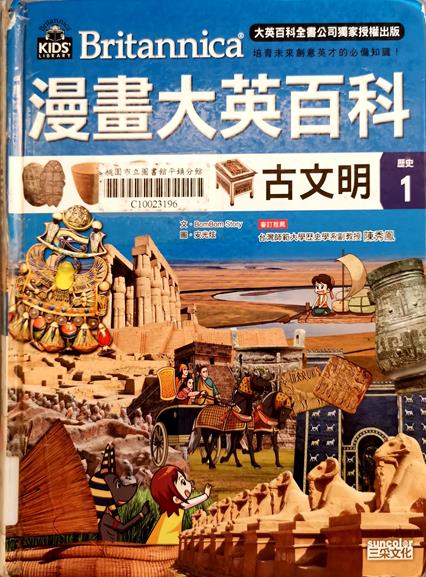 Britannica
KIDS'
LIBRARY
Britannica®
大英百科全書公司獨家授權出版
培育未來創意英才的必備知識！
漫畫大英百科
桃園市立圖書館平鎮分館
C10023196
古文明
歷史
1
文・BomBom Story
圖・安光炫
審訂推薦
台灣師範大學歷史學系副教授 陳秀鳳
suncolor
三采文化